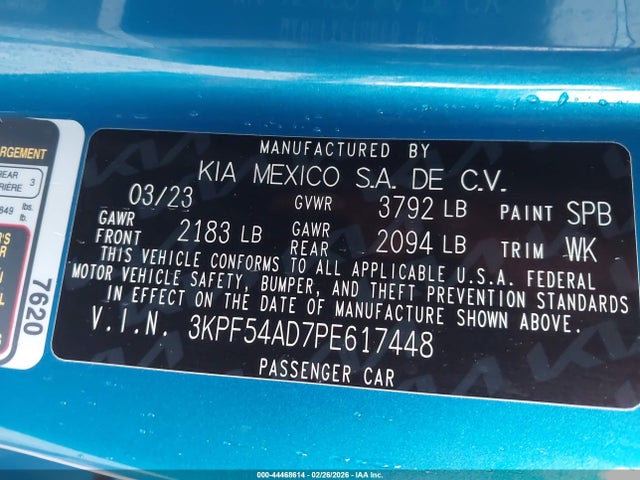 MANUFACTURED BY
KIA MEXICO S.A. DE C.V.
03/23 GVWR 3792 LB PAINT SPB
GAWR FRONT 2183 LB GAWR REAR 2094 LB TRIM WK
THIS VEHICLE CONFORMS TO ALL APPLICABLE U.S.A. FEDERAL
MOTOR VEHICLE SAFETY, BUMPER, AND THEFT PREVENTION STANDARDS
IN EFFECT ON THE DATE OF MANUFACTURE SHOWN ABOVE.
V.I.N. 3KPF54AD7PE617448
PASSENGER CAR
REAR 3
lbs.
7620
000-44468614 | 02/26/2026 – IAA Inc.